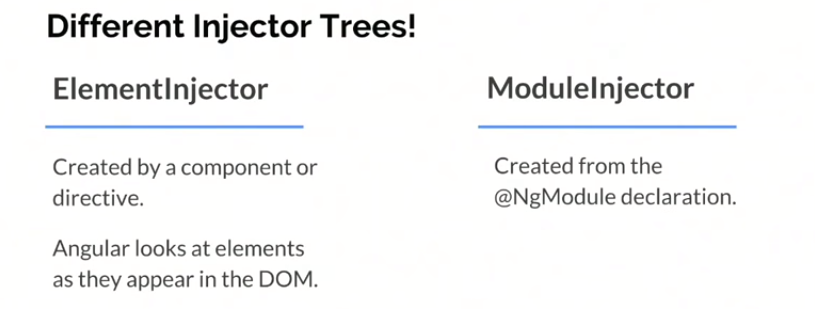 Different Injector Trees!
ElementInjector
Created by a component or
directive.
Angular looks at elements
as they appear in the DOM.
ModuleInjector
Created from the
@NgModule declaration.